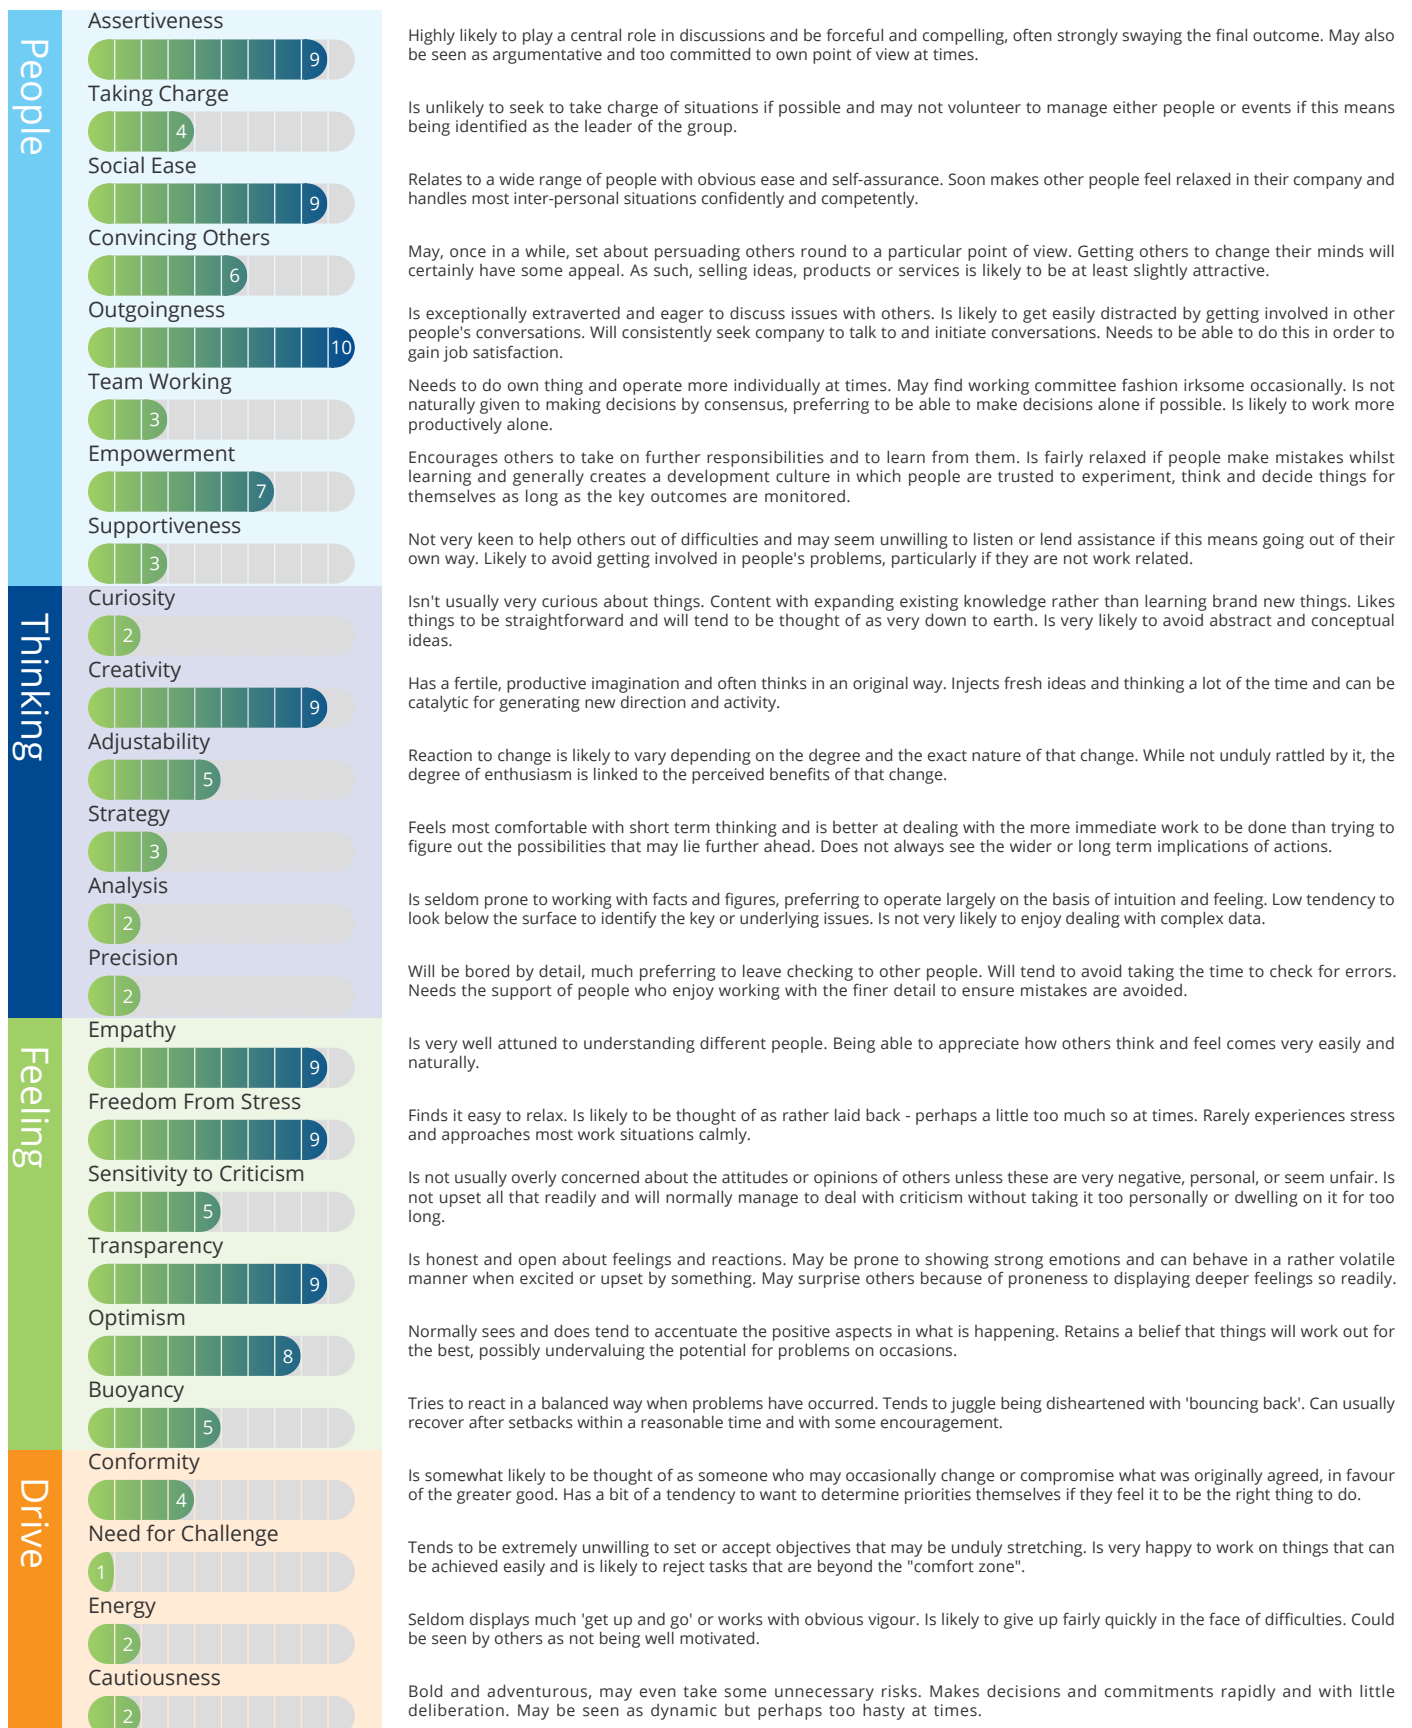 People
Assertiveness
9
Highly likely to play a central role in discussions and be forceful and compelling, often strongly swaying the final outcome. May also
be seen as argumentative and too committed to own point of view at times.
Taking Charge
4
Is unlikely to seek to take charge of situations if possible and may not volunteer to manage either people or events if this means
being identified as the leader of the group.
Social Ease
9
Relates to a wide range of people with obvious ease and self-assurance. Soon makes other people feel relaxed in their company and
handles most inter-personal situations confidently and competently.
Convincing Others
6
May, once in a while, set about persuading others round to a particular point of view. Getting others to change their minds will
certainly have some appeal. As such, selling ideas, products or services is likely to be at least slightly attractive.
Outgoingness
10
Is exceptionally extraverted and eager to discuss issues with others. Is likely to get easily distracted by getting involved in other
people's conversations. Will consistently seek company to talk to and initiate conversations. Needs to be able to do this in order to
gain job satisfaction.
Team Working
3
Needs to do own thing and operate more individually at times. May find working committee fashion irksome occasionally. Is not
naturally given to making decisions by consensus, preferring to be able to make decisions alone if possible. Is likely to work more
productively alone.
Empowerment
7
Encourages others to take on further responsibilities and to learn from them. Is fairly relaxed if people make mistakes whilst
learning and generally creates a development culture in which people are trusted to experiment, think and decide things for
themselves as long as the key outcomes are monitored.
Supportiveness
3
Not very keen to help others out of difficulties and may seem unwilling to listen or lend assistance if this means going out of their
own way. Likely to avoid getting involved in people's problems, particularly if they are not work related.
Thinking
Curiosity
2
Isn't usually very curious about things. Content with expanding existing knowledge rather than learning brand new things. Likes
things to be straightforward and will tend to be thought of as very down to earth. Is very likely to avoid abstract and conceptual
ideas.
Creativity
9
Has a fertile, productive imagination and often thinks in an original way. Injects fresh ideas and thinking a lot of the time and can be
catalytic for generating new direction and activity.
Adjustability
5
Reaction to change is likely to vary depending on the degree and the exact nature of that change. While not unduly rattled by it, the
degree of enthusiasm is linked to the perceived benefits of that change.
Strategy
3
Feels most comfortable with short term thinking and is better at dealing with the more immediate work to be done than trying to
figure out the possibilities that may lie further ahead. Does not always see the wider or long term implications of actions.
Analysis
2
Is seldom prone to working with facts and figures, preferring to operate largely on the basis of intuition and feeling. Low tendency to
look below the surface to identify the key or underlying issues. Is not very likely to enjoy dealing with complex data.
Precision
2
Will be bored by detail, much preferring to leave checking to other people. Will tend to avoid taking the time to check for errors.
Needs the support of people who enjoy working with the finer detail to ensure mistakes are avoided.
Feeling
Empathy
9
Is very well attuned to understanding different people. Being able to appreciate how others think and feel comes very easily and
naturally.
Freedom From Stress
9
Finds it easy to relax. Is likely to be thought of as rather laid back - perhaps a little too much so at times. Rarely experiences stress
and approaches most work situations calmly.
Sensitivity to Criticism
5
Is not usually overly concerned about the attitudes or opinions of others unless these are very negative, personal, or seem unfair. Is
not upset all that readily and will normally manage to deal with criticism without taking it too personally or dwelling on it for too
long.
Transparency
9
Is honest and open about feelings and reactions. May be prone to showing strong emotions and can behave in a rather volatile
manner when excited or upset by something. May surprise others because of proneness to displaying deeper feelings so readily.
Optimism
8
Normally sees and does tend to accentuate the positive aspects in what is happening. Retains a belief that things will work out for
the best, possibly undervaluing the potential for problems on occasions.
Buoyancy
5
Tries to react in a balanced way when problems have occurred. Tends to juggle being disheartened with 'bouncing back'. Can usually
recover after setbacks within a reasonable time and with some encouragement.
Drive
Conformity
4
Is somewhat likely to be thought of as someone who may occasionally change or compromise what was originally agreed, in favour
of the greater good. Has a bit of a tendency to want to determine priorities themselves if they feel it to be the right thing to do.
Need for Challenge
1
Tends to be extremely unwilling to set or accept objectives that may be unduly stretching. Is very happy to work on things that can
be achieved easily and is likely to reject tasks that are beyond the "comfort zone".
Energy
2
Seldom displays much 'get up and go' or works with obvious vigour. Is likely to give up fairly quickly in the face of difficulties. Could
be seen by others as not being well motivated.
Cautiousness
2
Bold and adventurous, may even take some unnecessary risks. Makes decisions and commitments rapidly and with little
deliberation. May be seen as dynamic but perhaps too hasty at times.